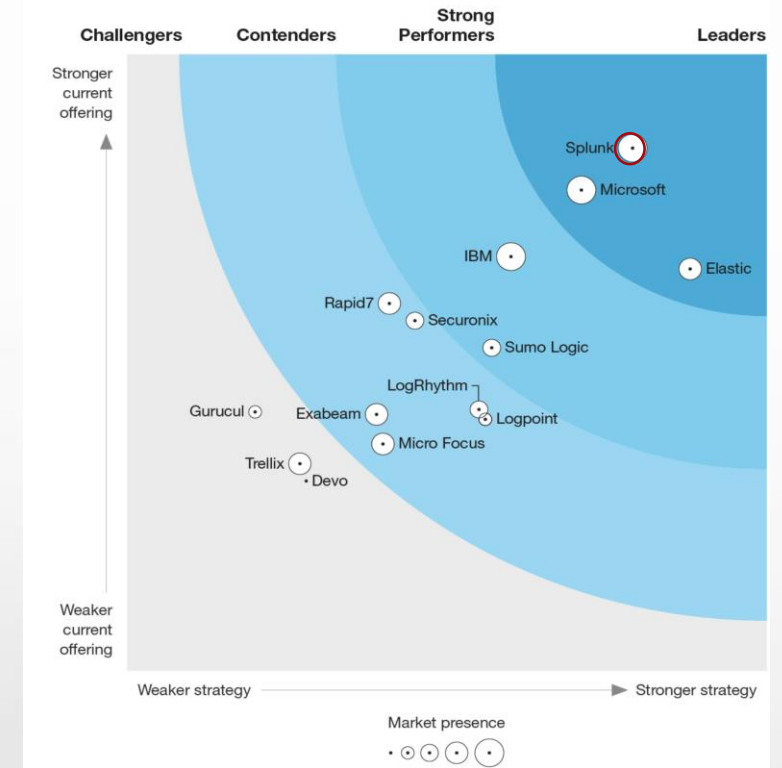 Strong
Challengers Contenders Performers Leaders
Stronger
current
offering
Splunk
Microsoft
IBM
Elastic
Rapid7
Securonix
Sumo Logic
LogRhythm
Gurucul
Exabeam
Logpoint
Micro Focus
Trellix
Devo
Weaker
current
offering
Weaker strategy Stronger strategy
Market presence